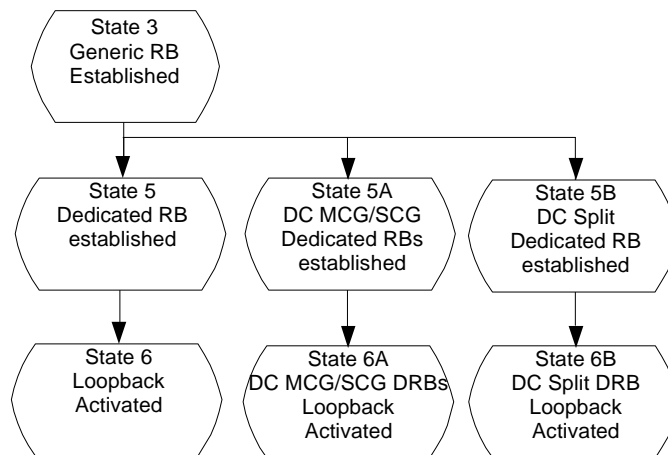 State 3
Generic RB
Established
State 5
Dedicated RB
established
State 5A
DC MCG/SCG
Dedicated RBs
established
State 5B
DC Split
Dedicated RB
established
State 6
Loopback
Activated
State 6A
DC MCG/SCG DRBs
Loopback
Activated
State 6B
DC Split DRB
Loopback
Activated